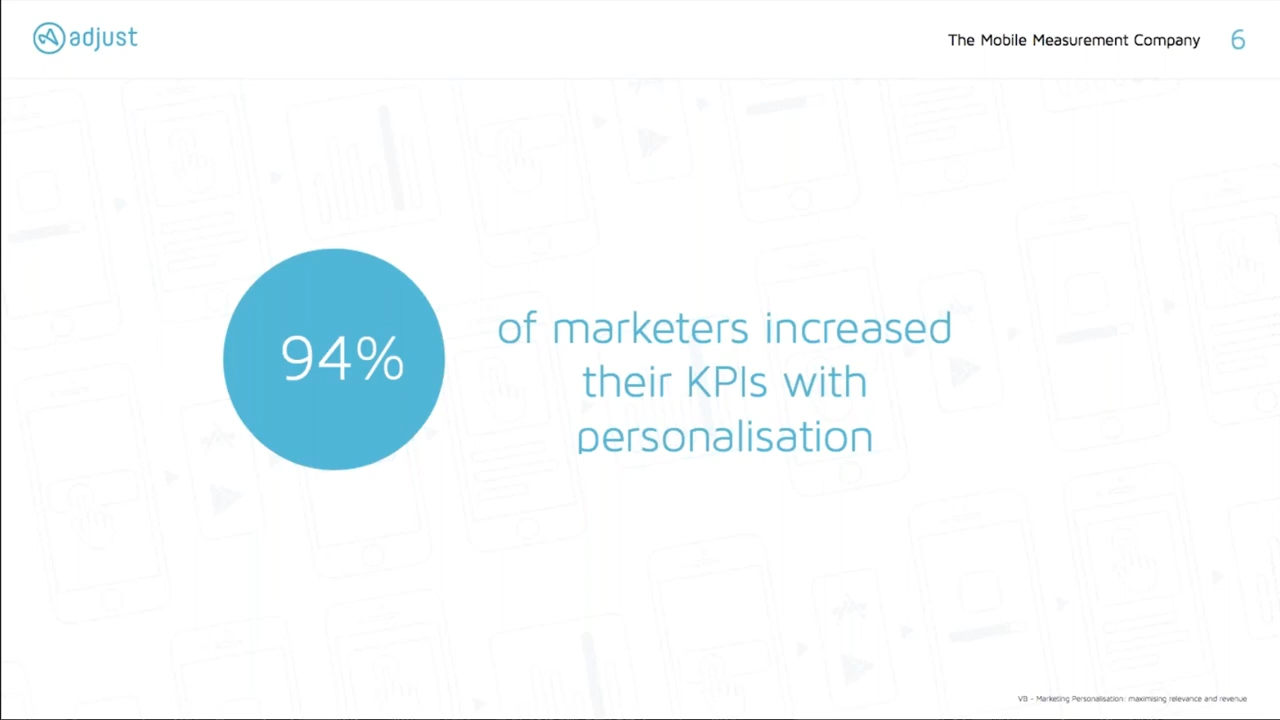 adjust
The Mobile Measurement Company 6
94%
of marketers increased
their KPIs with
personalisation
VB - Marketing Personalisation: maximising relevance and revenue